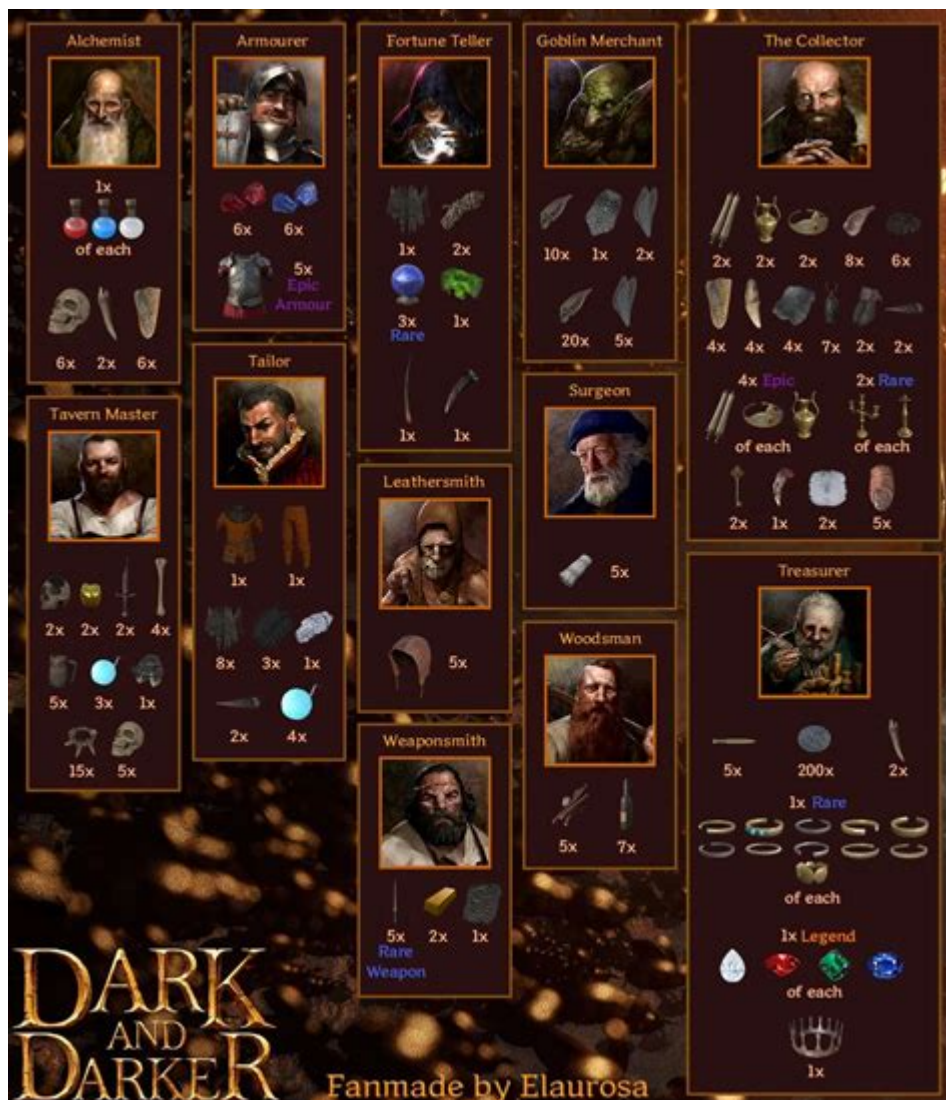 Alchemist
1x
of each
6x 2x 6x
Armourer
6x 6x
5x
Epic
Armour
Fortune Teller
1x 2x
3x 1x
Rare
1x 1x
Goblin Merchant
10x 1x 2x
20x 5x
The Collector
2x 2x 2x 8x 6x
4x 4x 4x 7x 2x 2x
4x Epic 2x Rare
of each of each
2x 1x 2x 5x
Tavern Master
2x 2x 2x 4x
5x 3x 1x
15x 5x
Tailor
1x 1x
8x 3x 1x
2x 4x
Leathersmith
5x
Surgeon
5x
Weaponsmith
5x 2x 1x
Rare
Weapon
Woodsman
5x 7x
Treasurer
5x 200x 2x
1x Rare
of each
1x Legend
of each
1x
DARK
AND
DARKER
Fanmade by Elaurosa